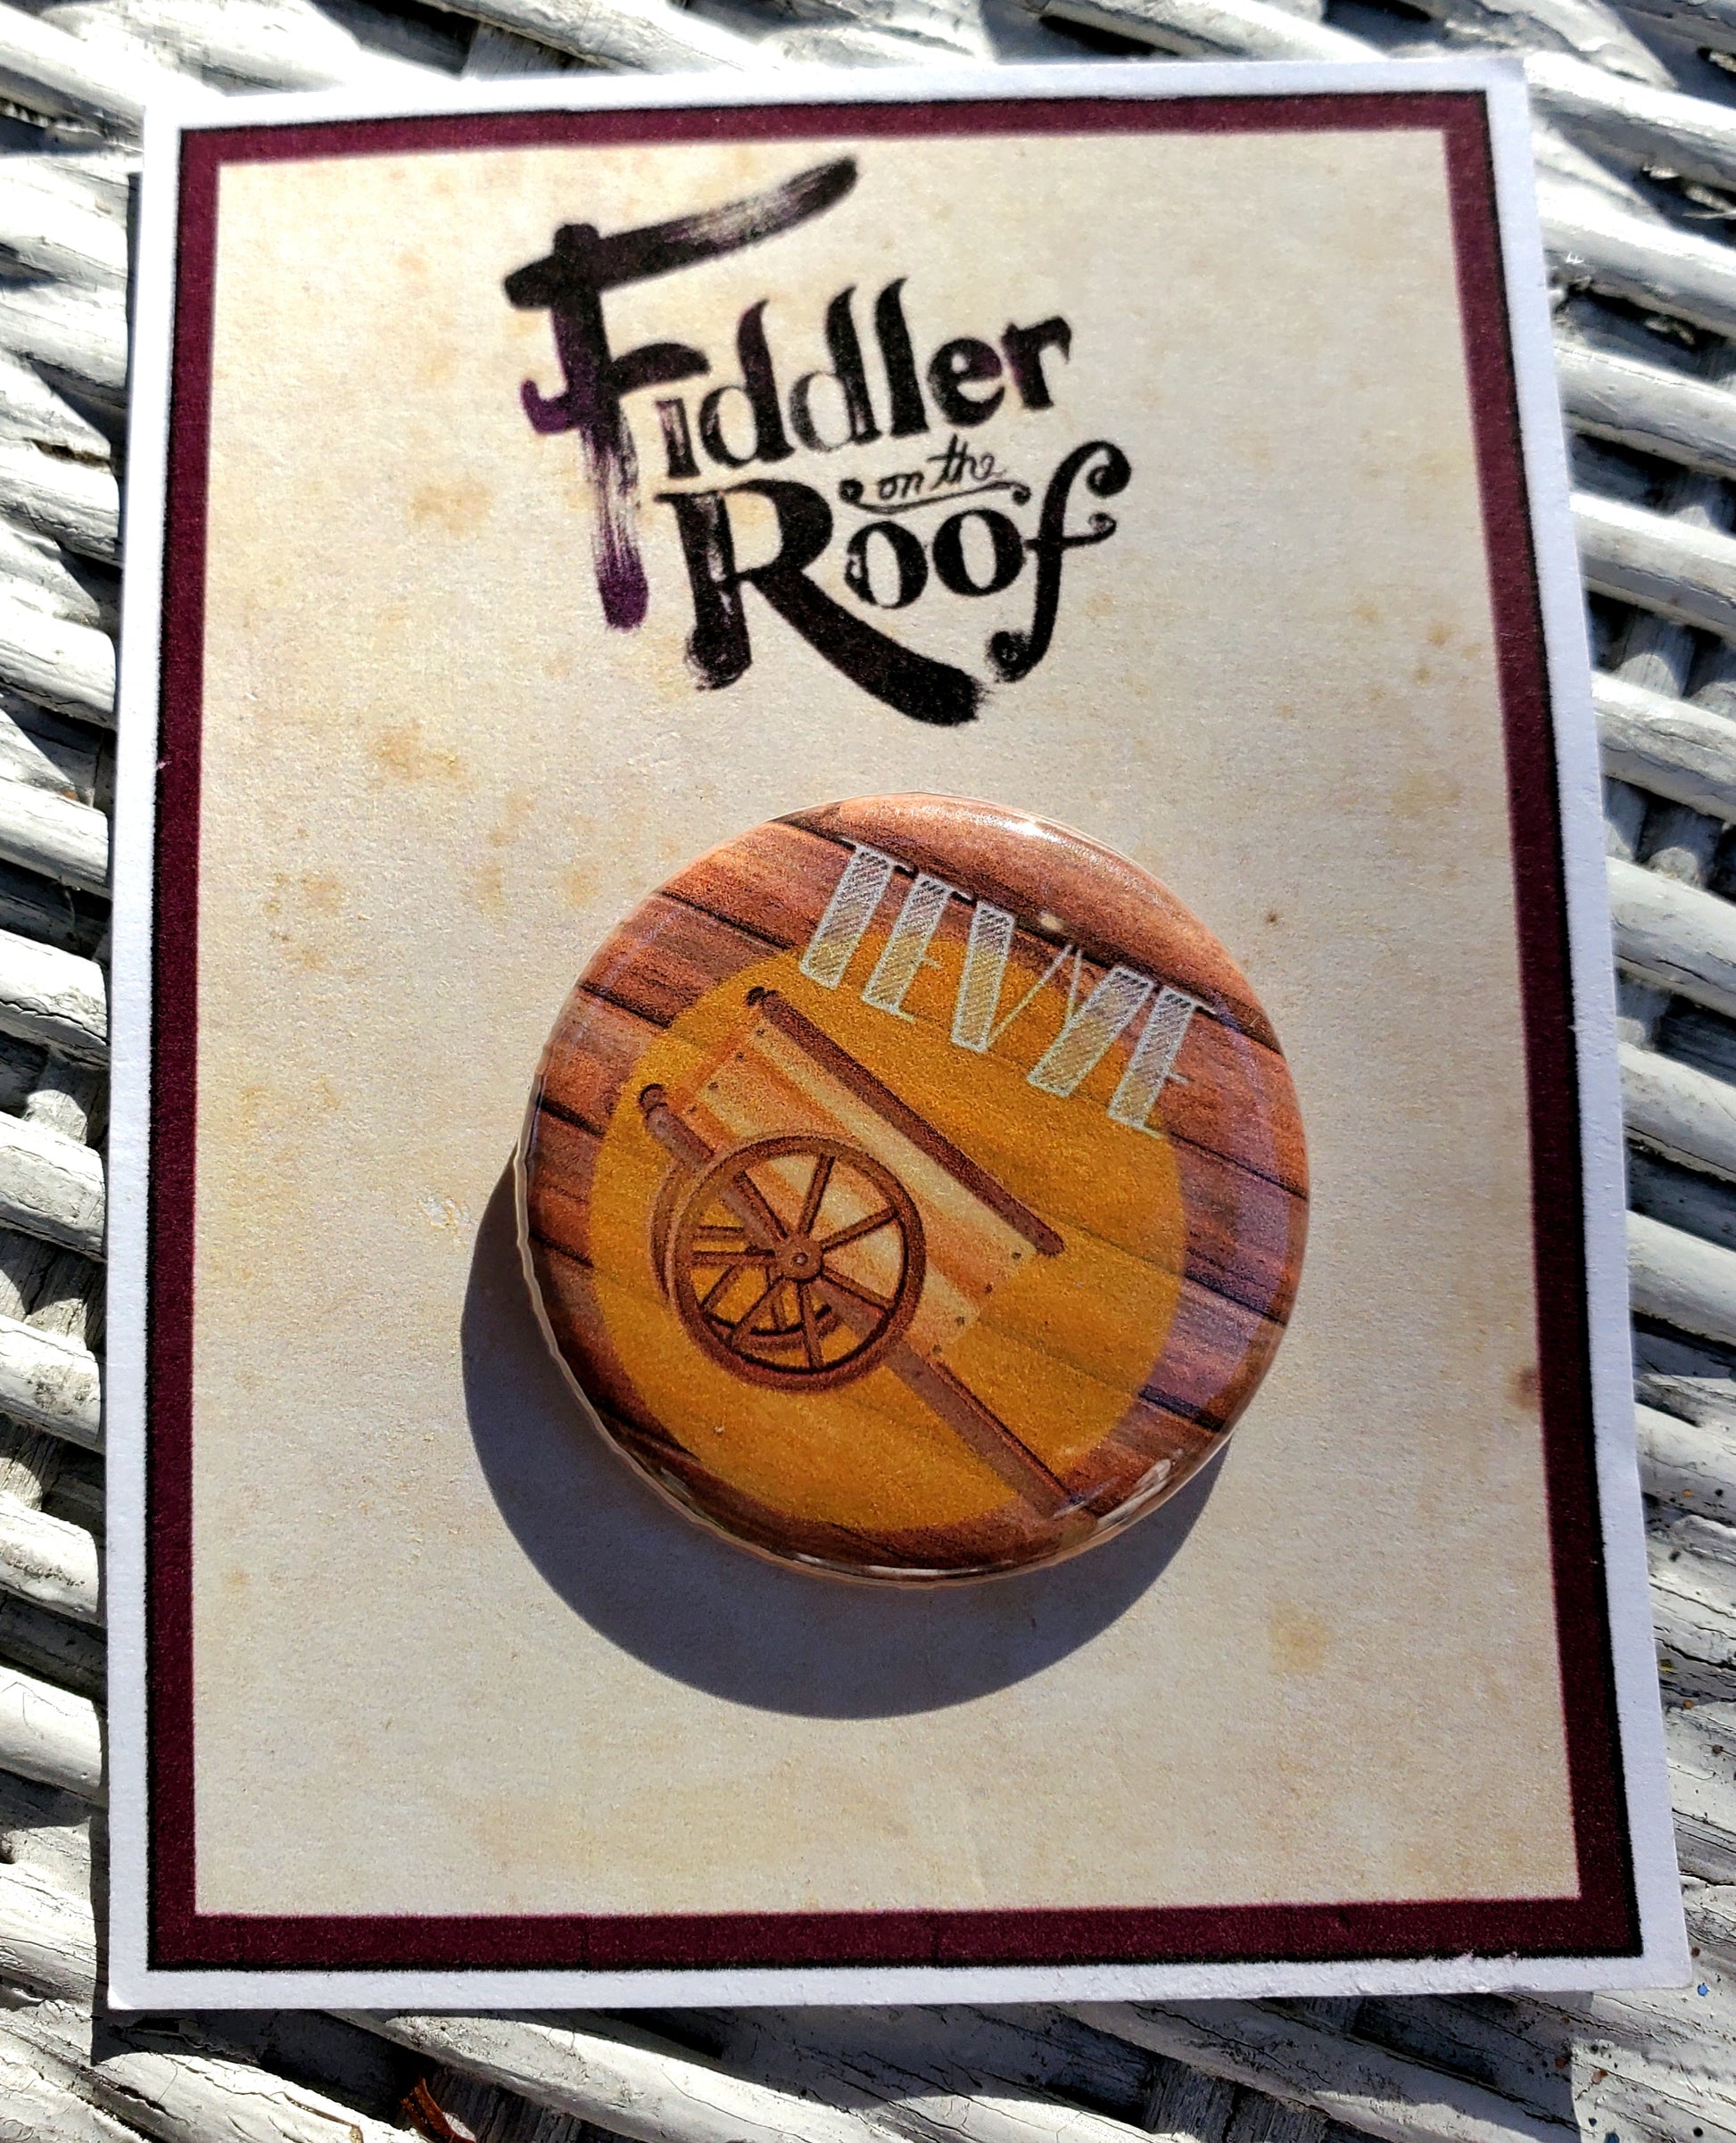 Fiddler
on the
Roof
TEVYE